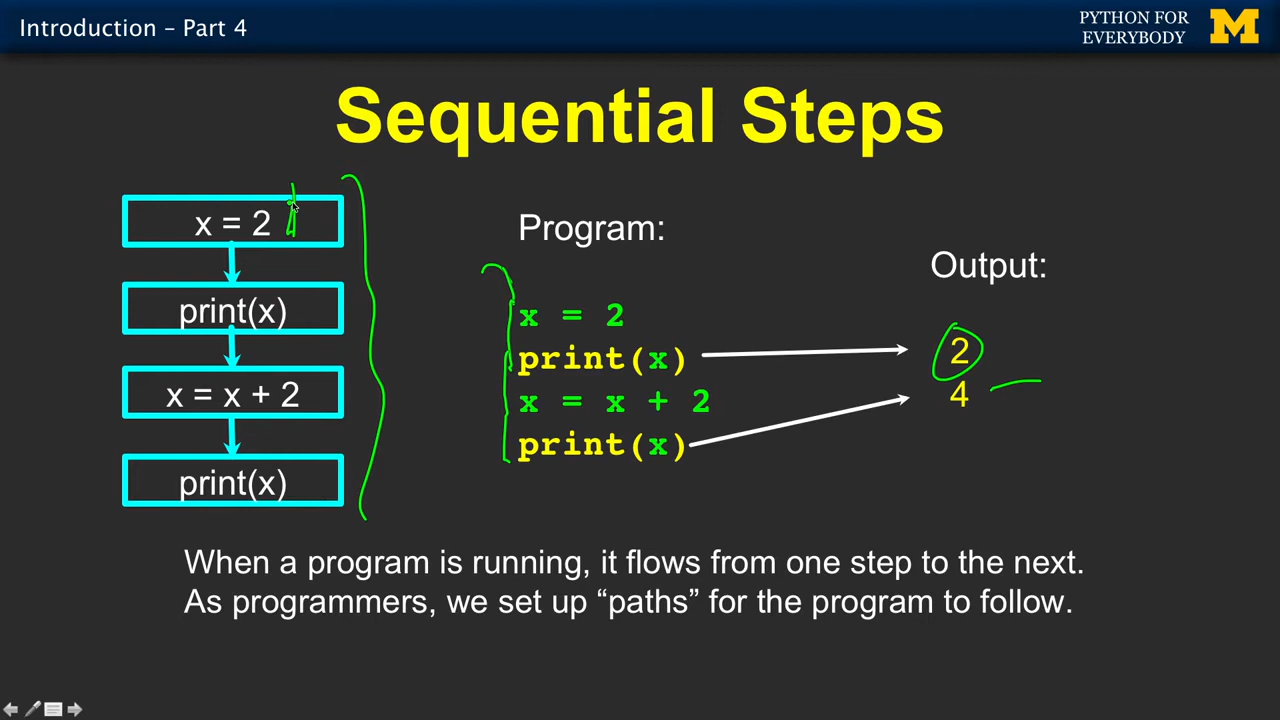 Introduction – Part 4
PYTHON FOR
EVERYBODY
M
Sequential Steps
x = 2
print(x)
x = x + 2
print(x)
Program:
x = 2
print(x)
x = x + 2
print(x)
Output:
2
4
When a program is running, it flows from one step to the next.
As programmers, we set up “paths” for the program to follow.